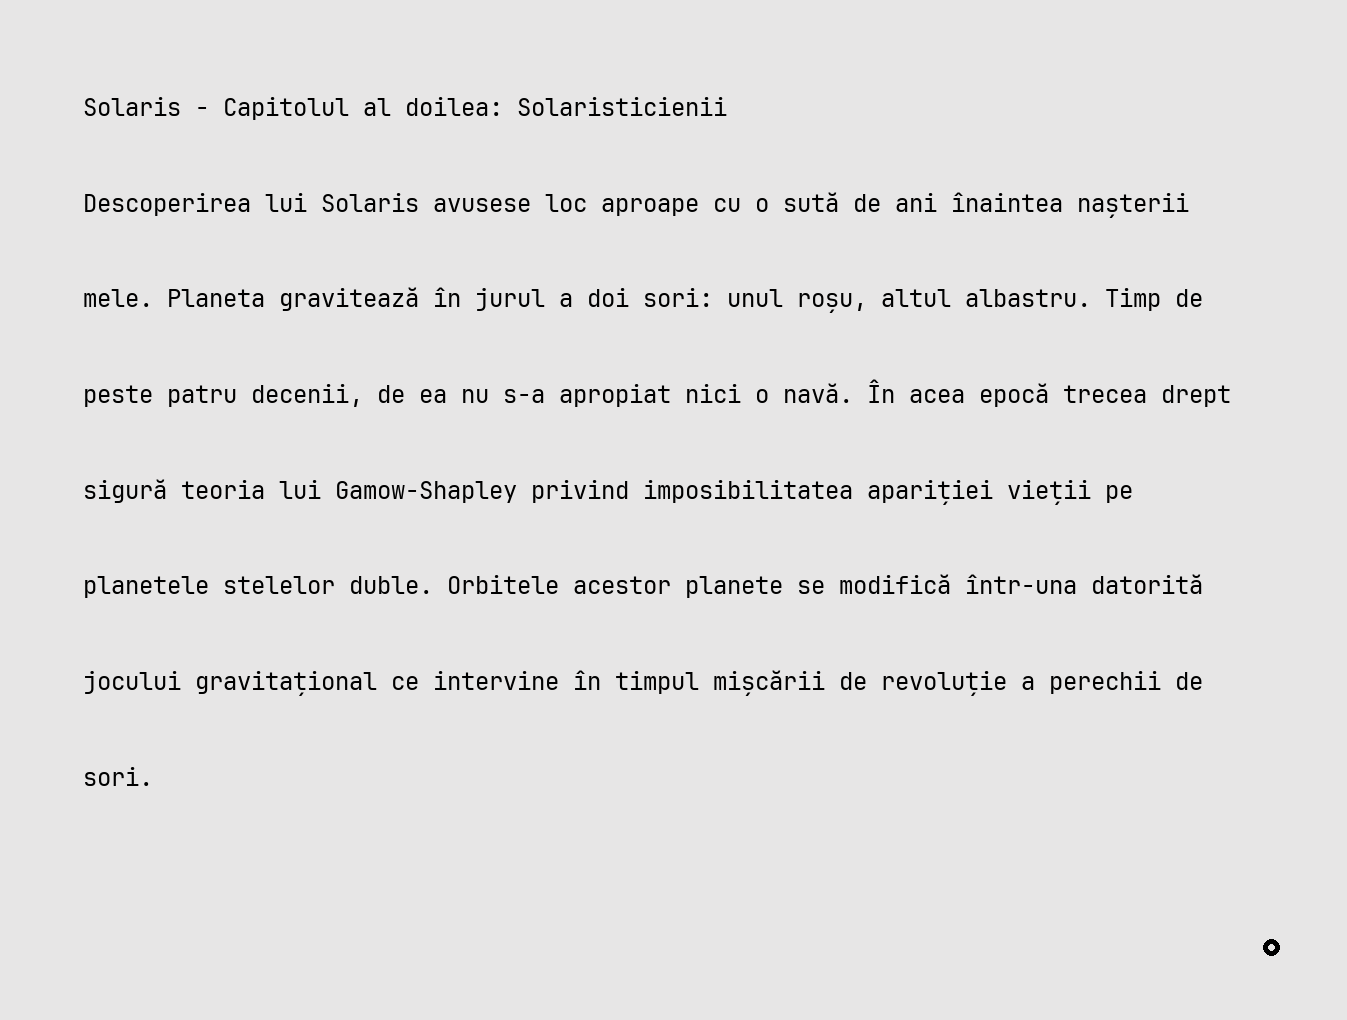 Solaris - Capitolul al doilea: Solaristicienii
Descoperirea lui Solaris avusese loc aproape cu o sută de ani înaintea nașterii
mele. Planeta gravitează în jurul a doi sori: unul roșu, altul albastru. Timp de
peste patru decenii, de ea nu s-a apropiat nici o navă. În acea epocă trecea drept
sigură teoria lui Gamow-Shapley privind imposibilitatea apariției vieții pe
planetele stelelor duble. Orbitele acestor planete se modifică într-una datorită
jocului gravitațional ce intervine în timpul mișcării de revoluție a perechii de
sori.